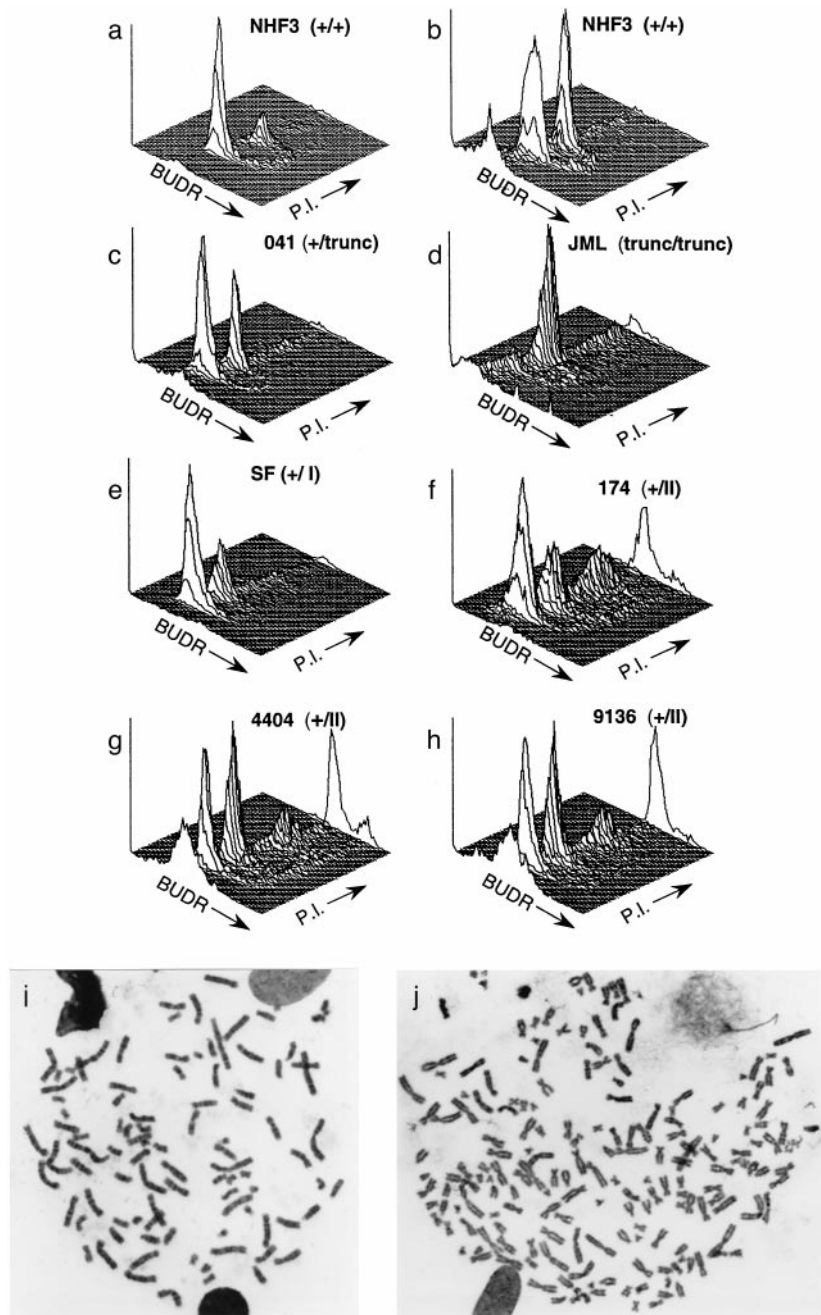 a
NHF3 (+/+)
BUDR
P.I.
b
NHF3 (+/+)
BUDR
P.I.
c
041 (+/trunc)
BUDR
P.I.
d
JML (trunc/trunc)
BUDR
P.I.
e
SF (+/ I)
BUDR
P.I.
f
174 (+/II)
BUDR
P.I.
g
4404 (+/II)
BUDR
P.I.
h
9136 (+/II)
BUDR
P.I.
i
j